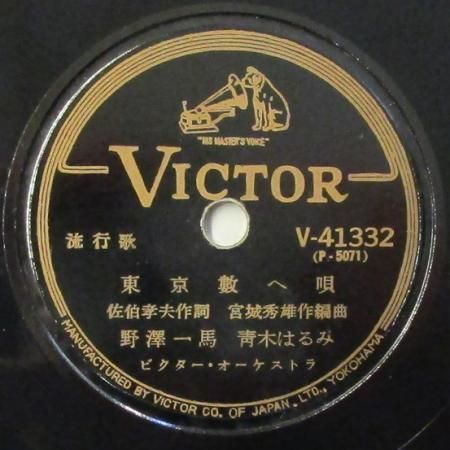 "HIS MASTER'S VOICE"
VICTOR
流行歌
V-41332
(P-5071)
東京數へ唄
佐伯孝夫作詞 宮城秀雄作編曲
野澤一馬 靑木はるみ
ビクター・オーケストラ
MANUFACTURED BY VICTOR CO. OF JAPAN. LTD., YOKOHAMA